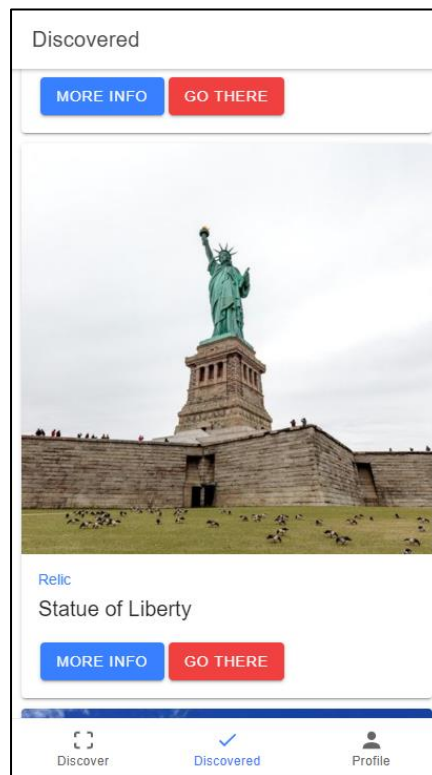 Discovered
MORE INFO GO THERE
Relic
Statue of Liberty
MORE INFO GO THERE
Discover Discovered Profile